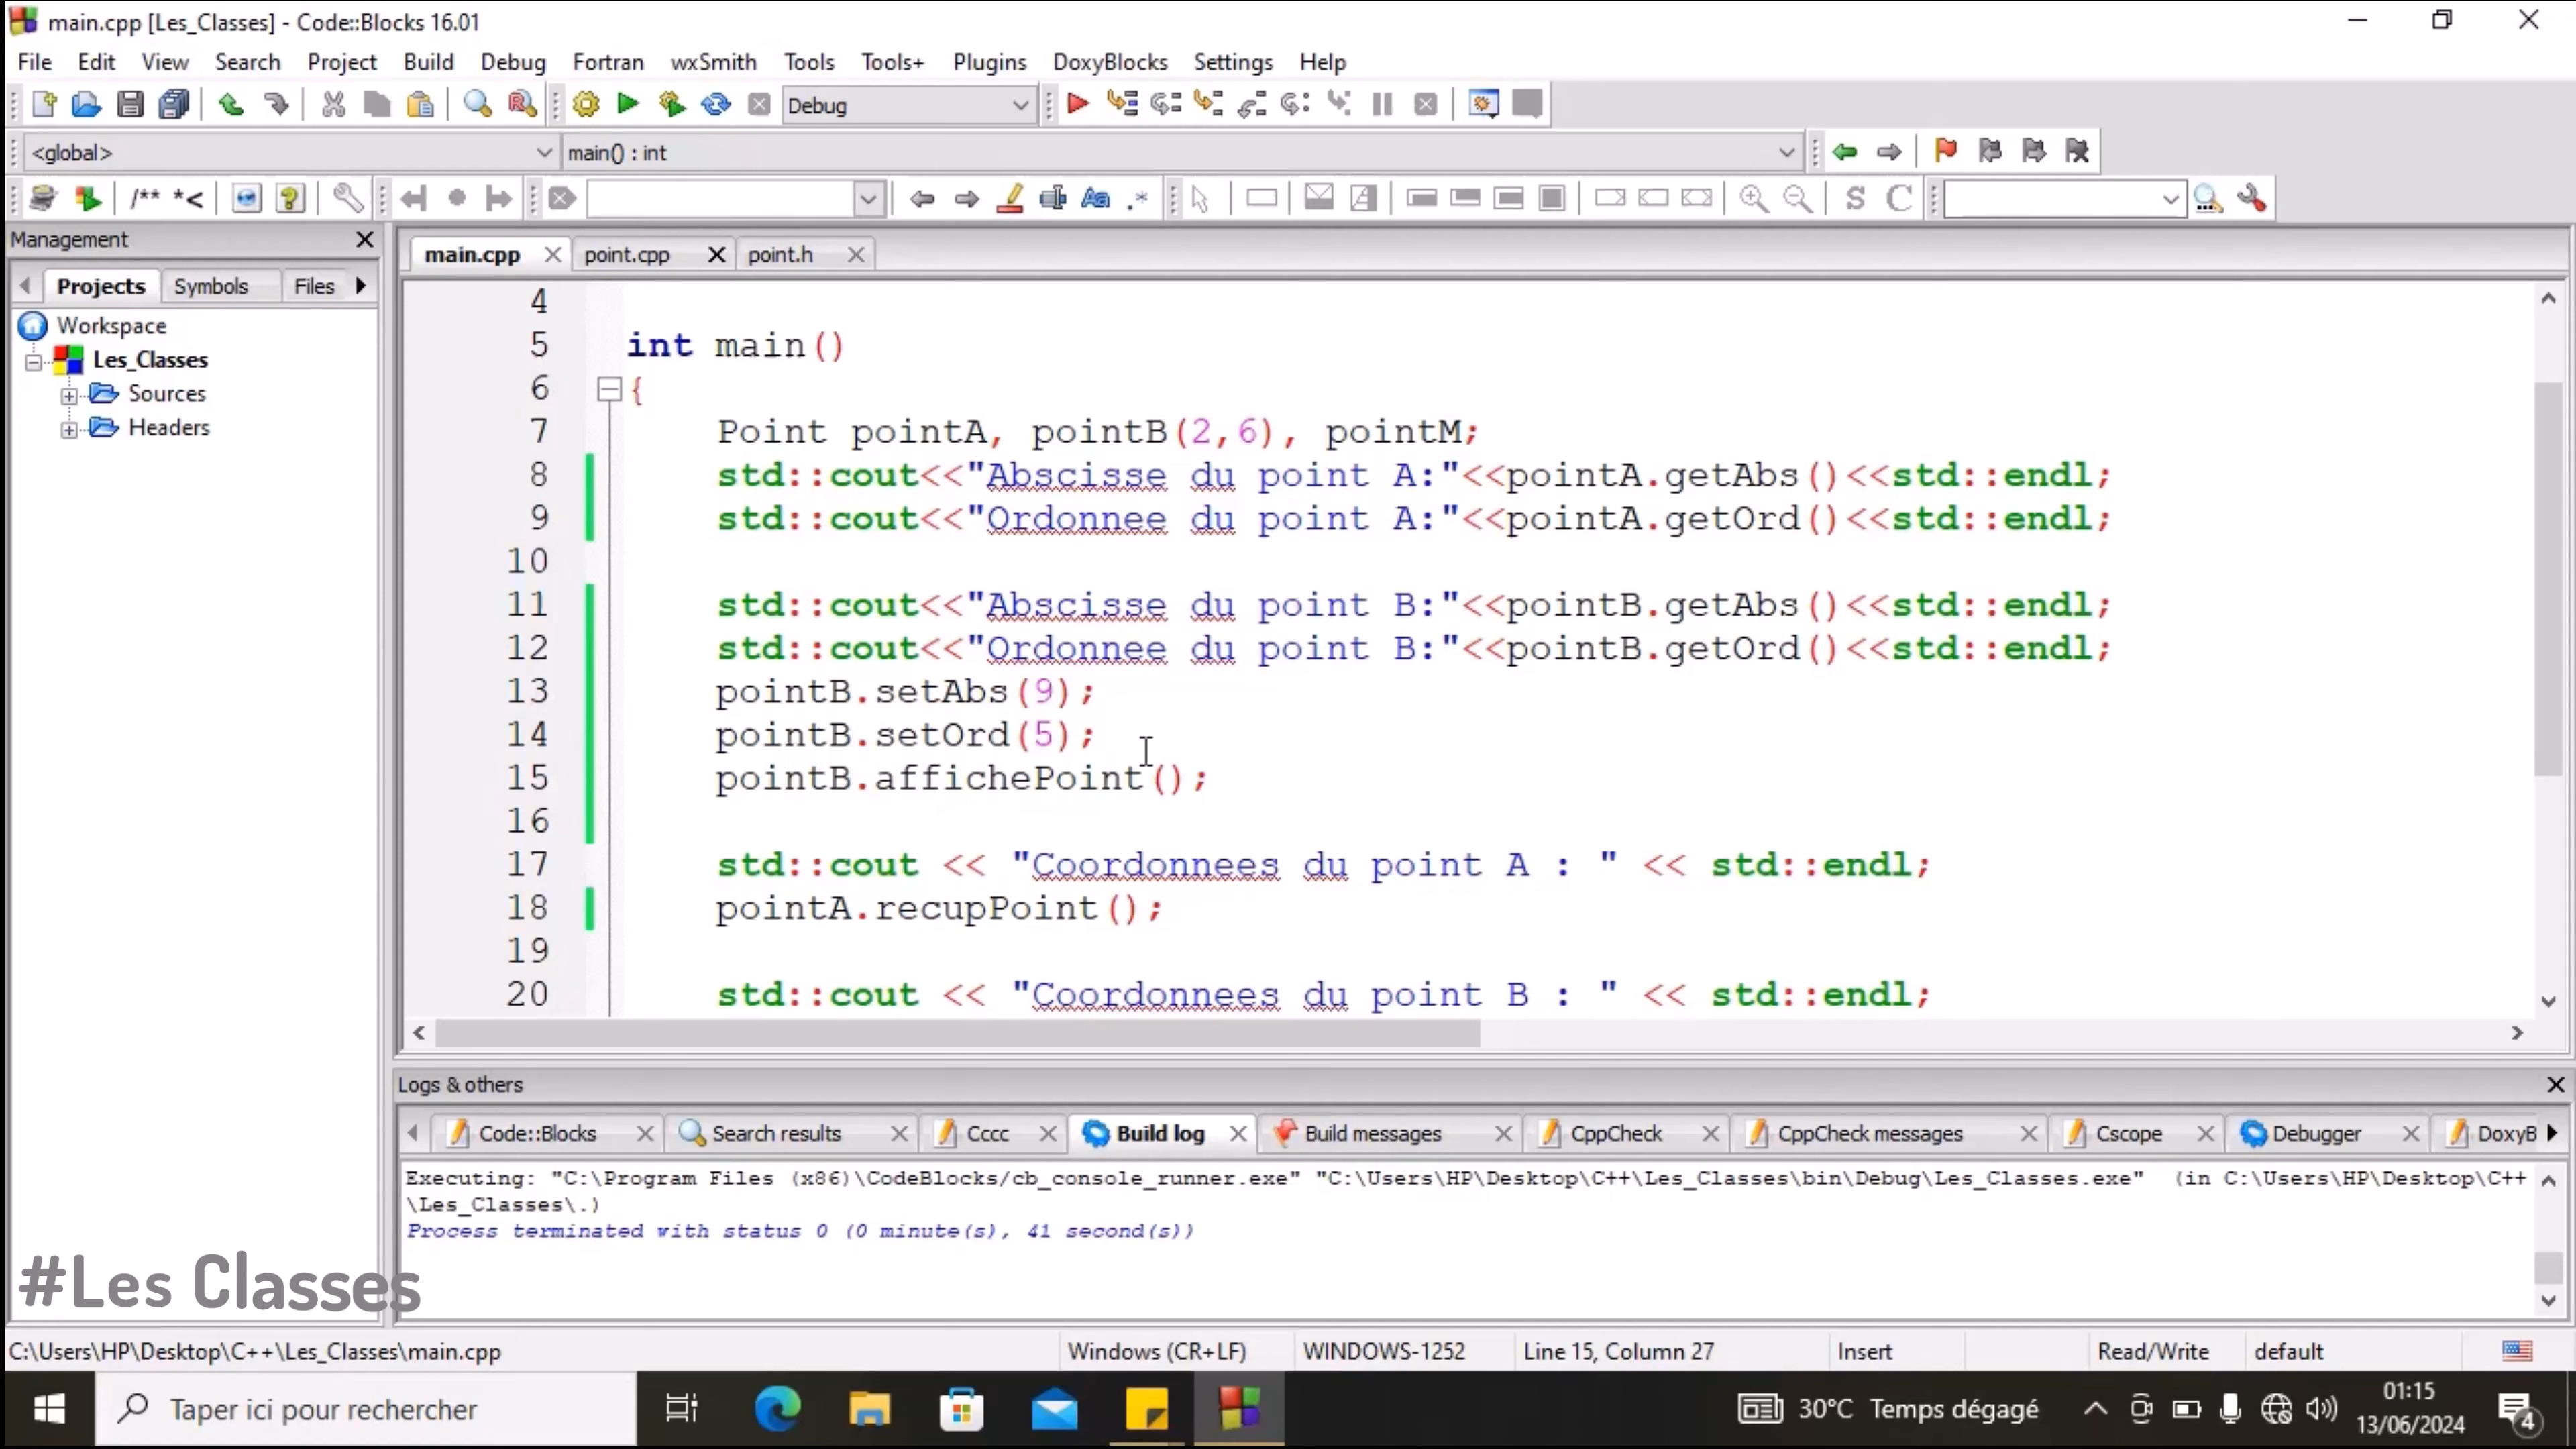 main.cpp [Les_Classes] - Code::Blocks 16.01
File Edit View Search Project Build Debug Fortran wxSmith Tools Tools+ Plugins DoxyBlocks Settings Help
Debug
<global> main() : int
/** *< Aa .* S C
Management
main.cpp point.cpp point.h
Projects Symbols Files
Workspace
Les_Classes
Sources
Headers
4
5 int main()
6 {
7 Point pointA, pointB(2,6), pointM;
8 std::cout<<"Abscisse du point A:"<<pointA.getAbs()<<std::endl;
9 std::cout<<"Ordonnee du point A:"<<pointA.getOrd()<<std::endl;
10
11 std::cout<<"Abscisse du point B:"<<pointB.getAbs()<<std::endl;
12 std::cout<<"Ordonnee du point B:"<<pointB.getOrd()<<std::endl;
13 pointB.setAbs(9);
14 pointB.setOrd(5);
15 pointB.affichePoint();
16
17 std::cout << "Coordonnees du point A : " << std::endl;
18 pointA.recupPoint();
19
20 std::cout << "Coordonnees du point B : " << std::endl;
Logs & others
Code::Blocks Search results Cccc Build log Build messages CppCheck CppCheck messages Cscope Debugger DoxyB
Executing: "C:\Program Files (x86)\CodeBlocks/cb_console_runner.exe" "C:\Users\HP\Desktop\C++\Les_Classes\bin\Debug\Les_Classes.exe" (in C:\Users\HP\Desktop\C++
\Les_Classes\.)
Process terminated with status 0 (0 minute(s), 41 second(s))
#Les Classes
C:\Users\HP\Desktop\C++\Les_Classes\main.cpp Windows (CR+LF) WINDOWS-1252 Line 15, Column 27 Insert Read/Write default
Taper ici pour rechercher
30°C Temps dégagé
01:15
13/06/2024
4